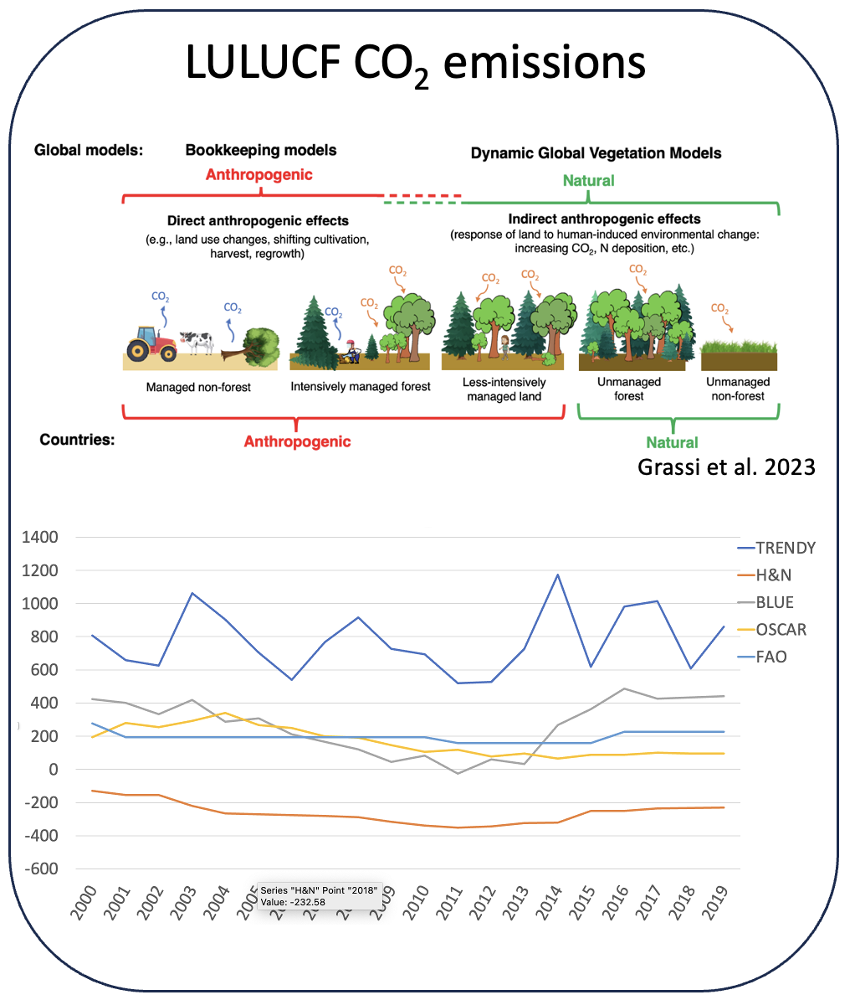 LULUCF CO2 emissions
Global models:
Bookkeeping models
Dynamic Global Vegetation Models
Anthropogenic
Natural
Direct anthropogenic effects
(e.g., land use changes, shifting cultivation,
harvest, regrowth)
Indirect anthropogenic effects
(response of land to human-induced environmental change:
increasing CO2, N deposition, etc.)
CO2
CO2
CO2
CO2
CO2
CO2
CO2
CO2
CO2
Managed non-forest
Intensively managed forest
Less-intensively
managed land
Unmanaged
forest
Unmanaged
non-forest
Countries:
Anthropogenic
Natural
Grassi et al. 2023
1400
1200
1000
800
600
400
200
0
-200
-400
-600
TRENDY
H&N
BLUE
OSCAR
FAO
2000
2001
2002
2003
2004
2005
2009
2010
2011
2012
2013
2014
2015
2016
2017
2018
2019
Series "H&N" Point "2018"
Value: -232.58